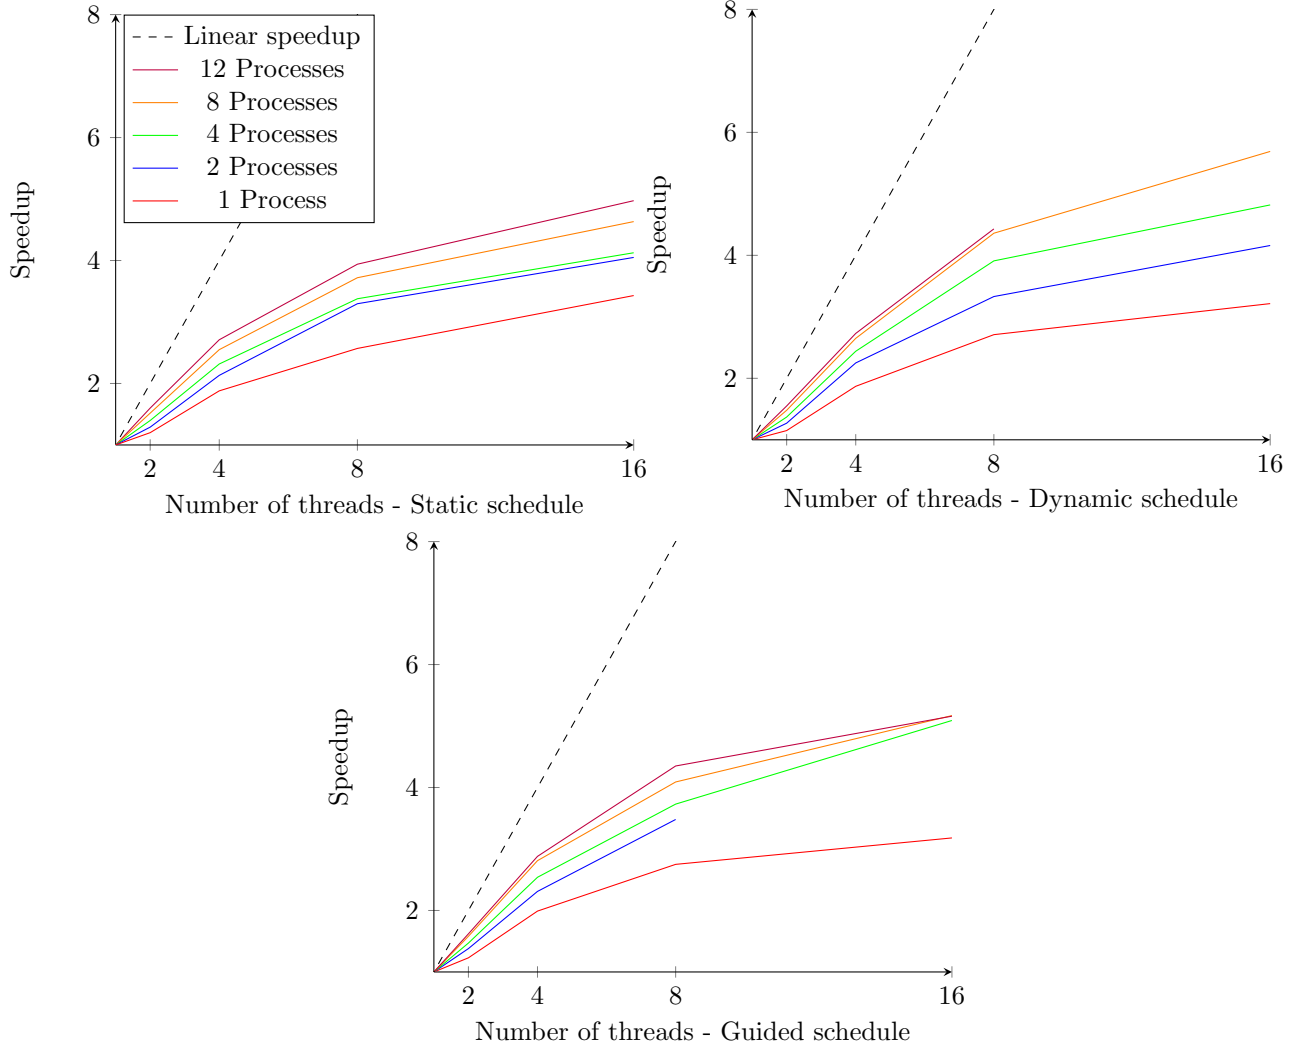 8
6
4
2
Speedup
Linear speedup
12 Processes
8 Processes
4 Processes
2 Processes
1 Process
2 4 8 16
Number of threads - Static schedule
8
6
4
2
Speedup
2 4 8 16
Number of threads - Dynamic schedule
8
6
4
2
Speedup
2 4 8 16
Number of threads - Guided schedule